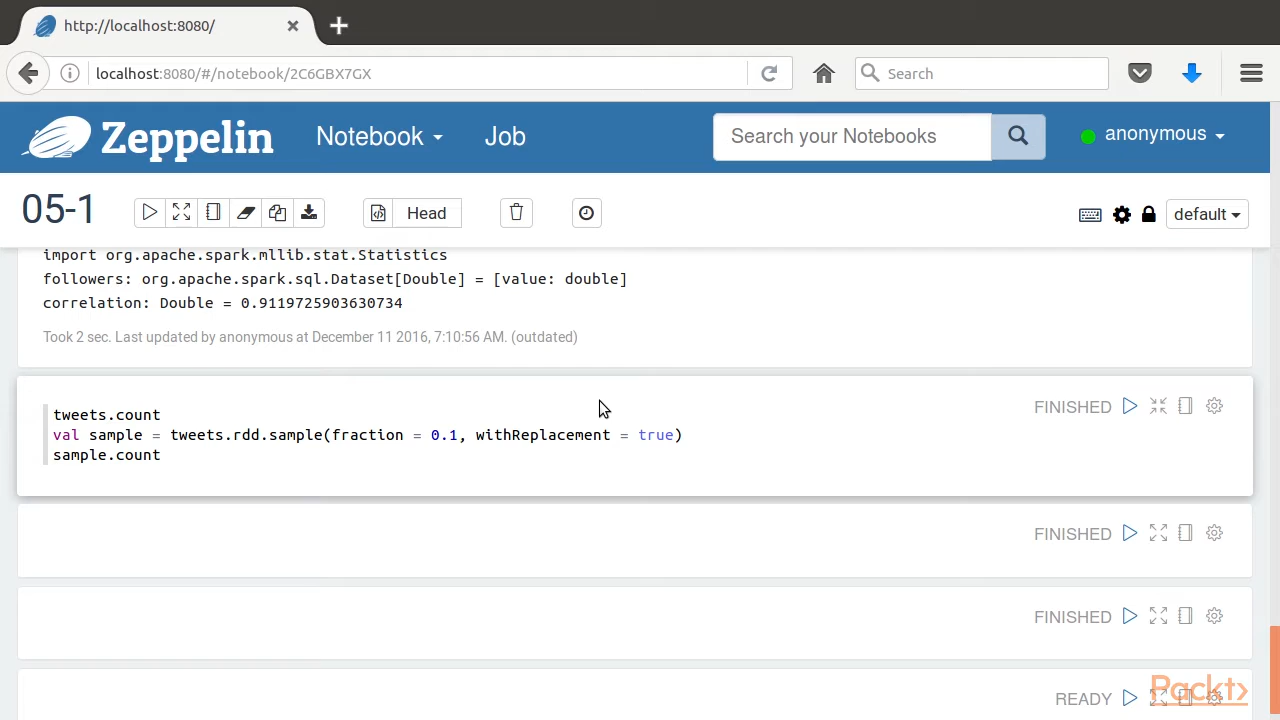 http://localhost:8080/
localhost:8080/#/notebook/2C6GBX7GX
Search
Zeppelin
Notebook
Job
Search your Notebooks
anonymous
05-1
Head
default
import org.apache.spark.mllib.stat.Statistics
followers: org.apache.spark.sql.Dataset[Double] = [value: double]
correlation: Double = 0.9119725903630734
Took 2 sec. Last updated by anonymous at December 11 2016, 7:10:56 AM. (outdated)
FINISHED
tweets.count
val sample = tweets.rdd.sample(fraction = 0.1, withReplacement = true)
sample.count
FINISHED
FINISHED
READY
Packt>